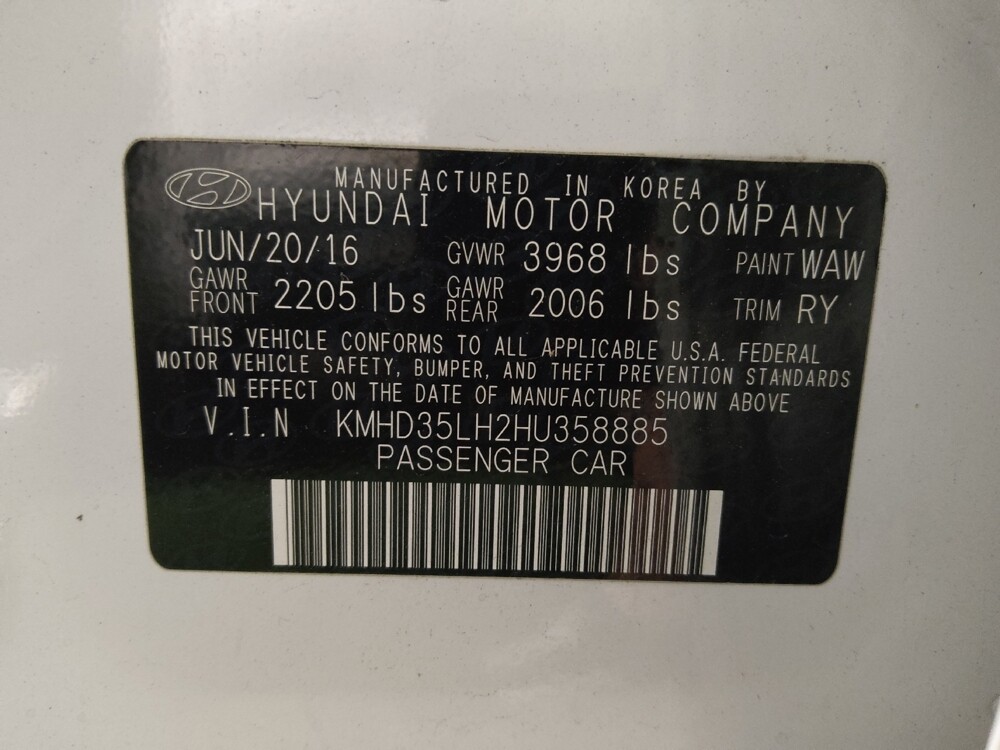 MANUFACTURED IN KOREA BY
HYUNDAI MOTOR COMPANY
JUN/20/16 GVWR 3968 lbs PAINT WAW
GAWR FRONT 2205 lbs GAWR REAR 2006 lbs TRIM RY
THIS VEHICLE CONFORMS TO ALL APPLICABLE U.S.A. FEDERAL
MOTOR VEHICLE SAFETY, BUMPER, AND THEFT PREVENTION STANDARDS
IN EFFECT ON THE DATE OF MANUFACTURE SHOWN ABOVE
V.I.N KMHD35LH2HU358885
PASSENGER CAR